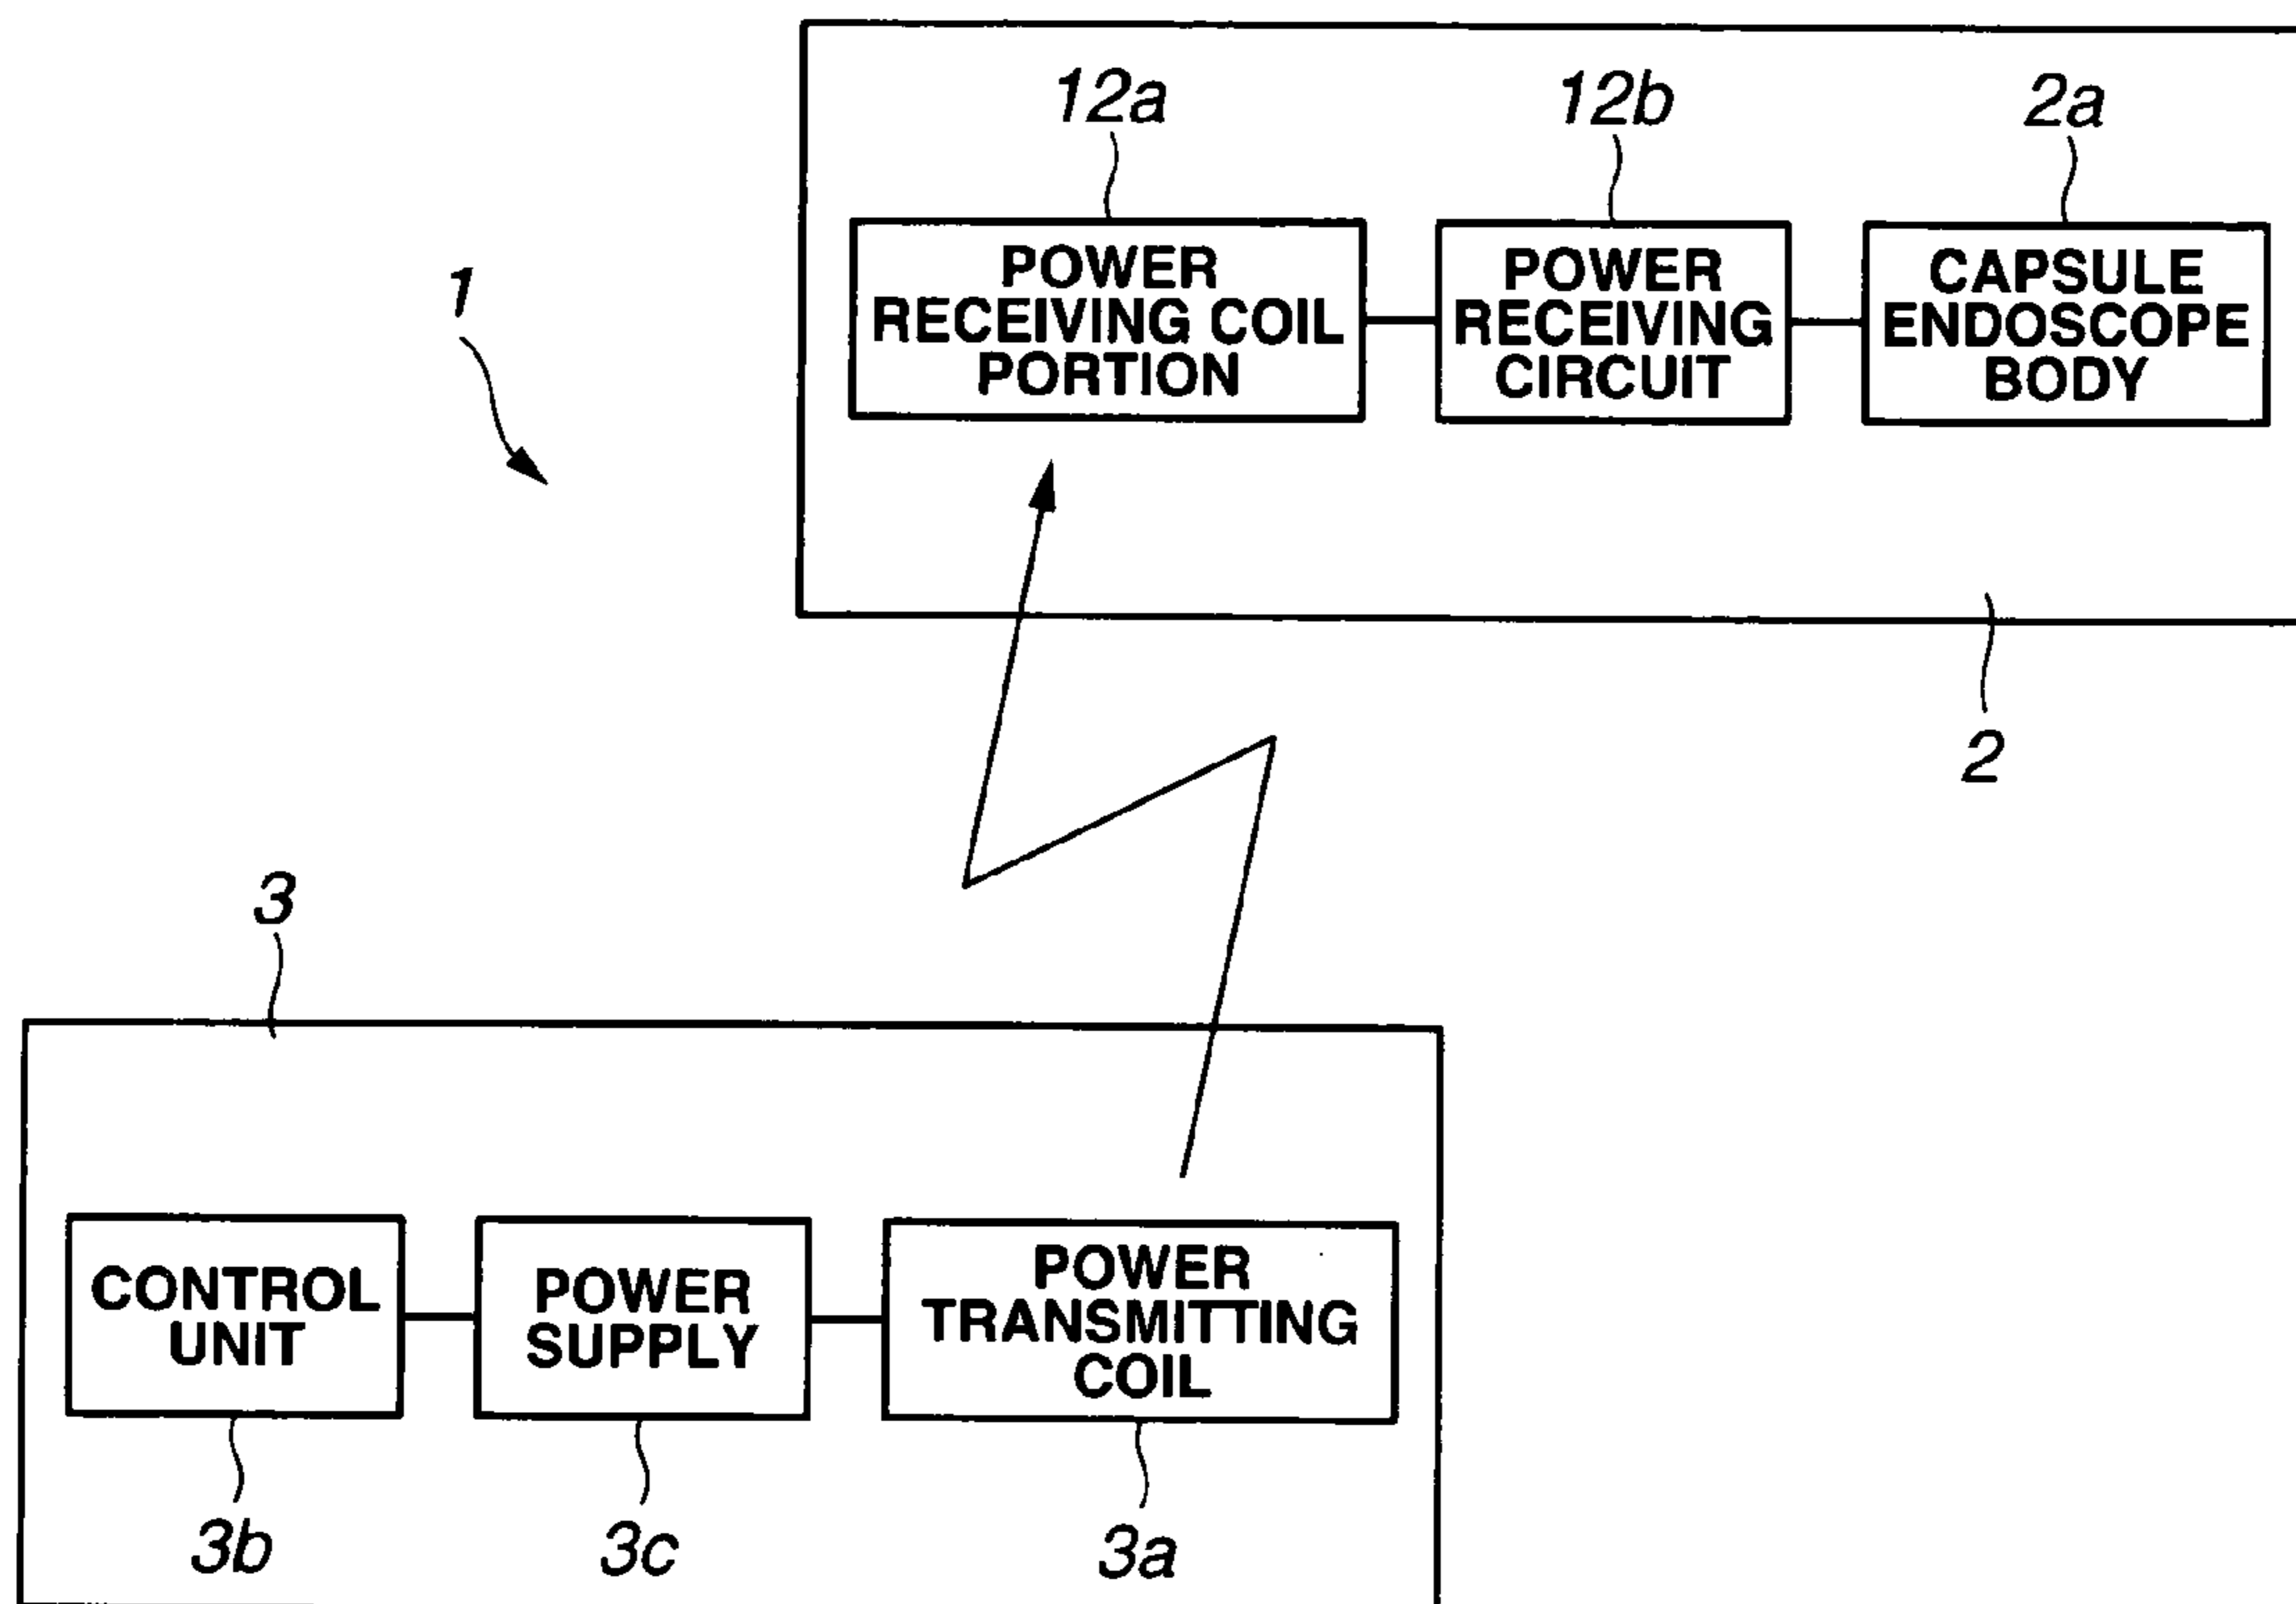 12a
12b
2a
1
POWER
RECEIVING COIL
PORTION
POWER
RECEIVING
CIRCUIT
CAPSULE
ENDOSCOPE
BODY
2
3
CONTROL
UNIT
POWER
SUPPLY
POWER
TRANSMITTING
COIL
3b
3c
3a